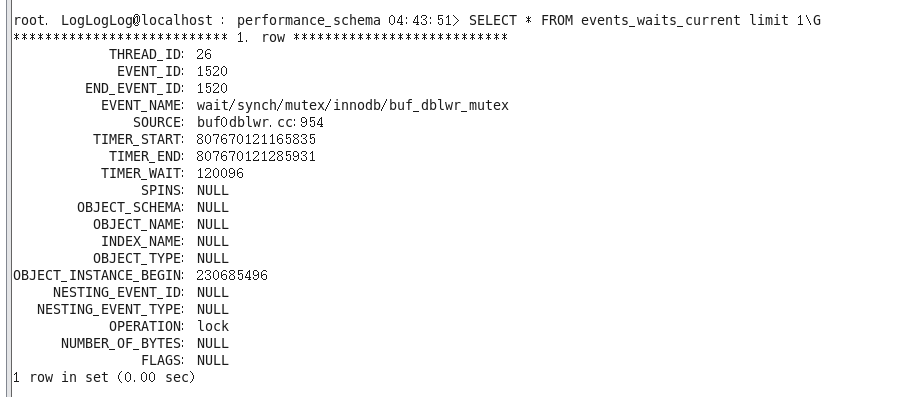 root. LogLogLog@localhost : performance_schema 04:43:51> SELECT * FROM events_waits_current limit 1\G
*************************** 1. row ***************************
THREAD_ID: 26
EVENT_ID: 1520
END_EVENT_ID: 1520
EVENT_NAME: wait/synch/mutex/innodb/buf_dblwr_mutex
SOURCE: buf0dblwr.cc:954
TIMER_START: 807670121165835
TIMER_END: 807670121285931
TIMER_WAIT: 120096
SPINS: NULL
OBJECT_SCHEMA: NULL
OBJECT_NAME: NULL
INDEX_NAME: NULL
OBJECT_TYPE: NULL
OBJECT_INSTANCE_BEGIN: 230685496
NESTING_EVENT_ID: NULL
NESTING_EVENT_TYPE: NULL
OPERATION: lock
NUMBER_OF_BYTES: NULL
FLAGS: NULL
1 row in set (0.00 sec)